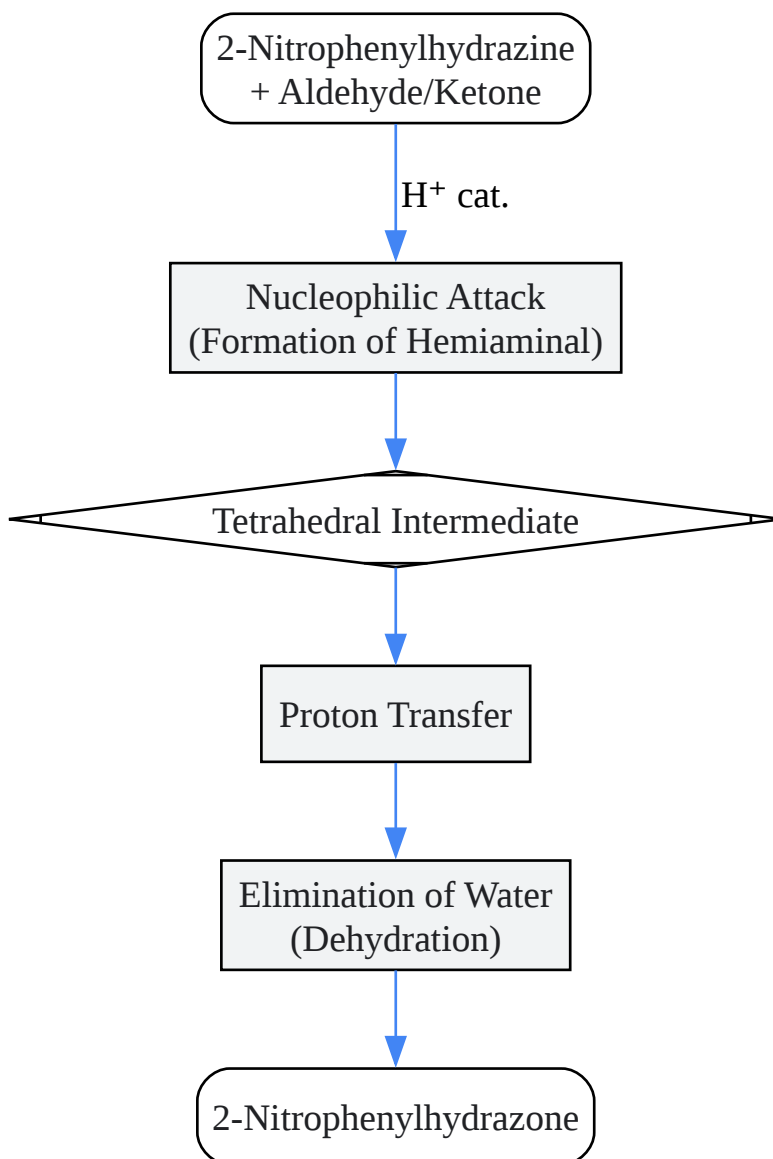 2-Nitrophenylhydrazine
+ Aldehyde/Ketone
H⁺ cat.
Nucleophilic Attack
(Formation of Hemiaminal)
Tetrahedral Intermediate
Proton Transfer
Elimination of Water
(Dehydration)
2-Nitrophenylhydrazone